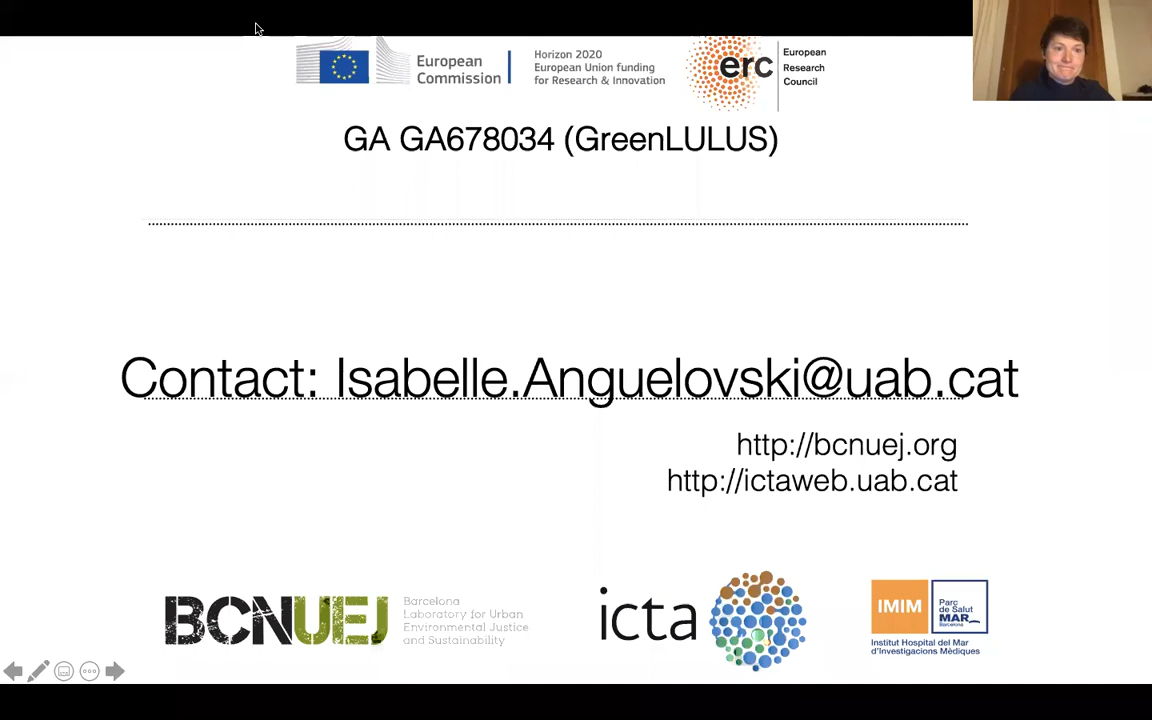 European
Commission
Horizon 2020
European Union funding
for Research & Innovation
erc
European
Research
Council
GA GA678034 (GreenLULUS)
Contact: Isabelle.Anguelovski@uab.cat
http://bcnuej.org
http://ictaweb.uab.cat
BCNUEJ
Barcelona
Laboratory for Urban
Environmental Justice
and Sustainability
icta
IMIM
Parc
de Salut
MAR
Barcelona
Institut Hospital del Mar
d'Investigacions Mèdiques